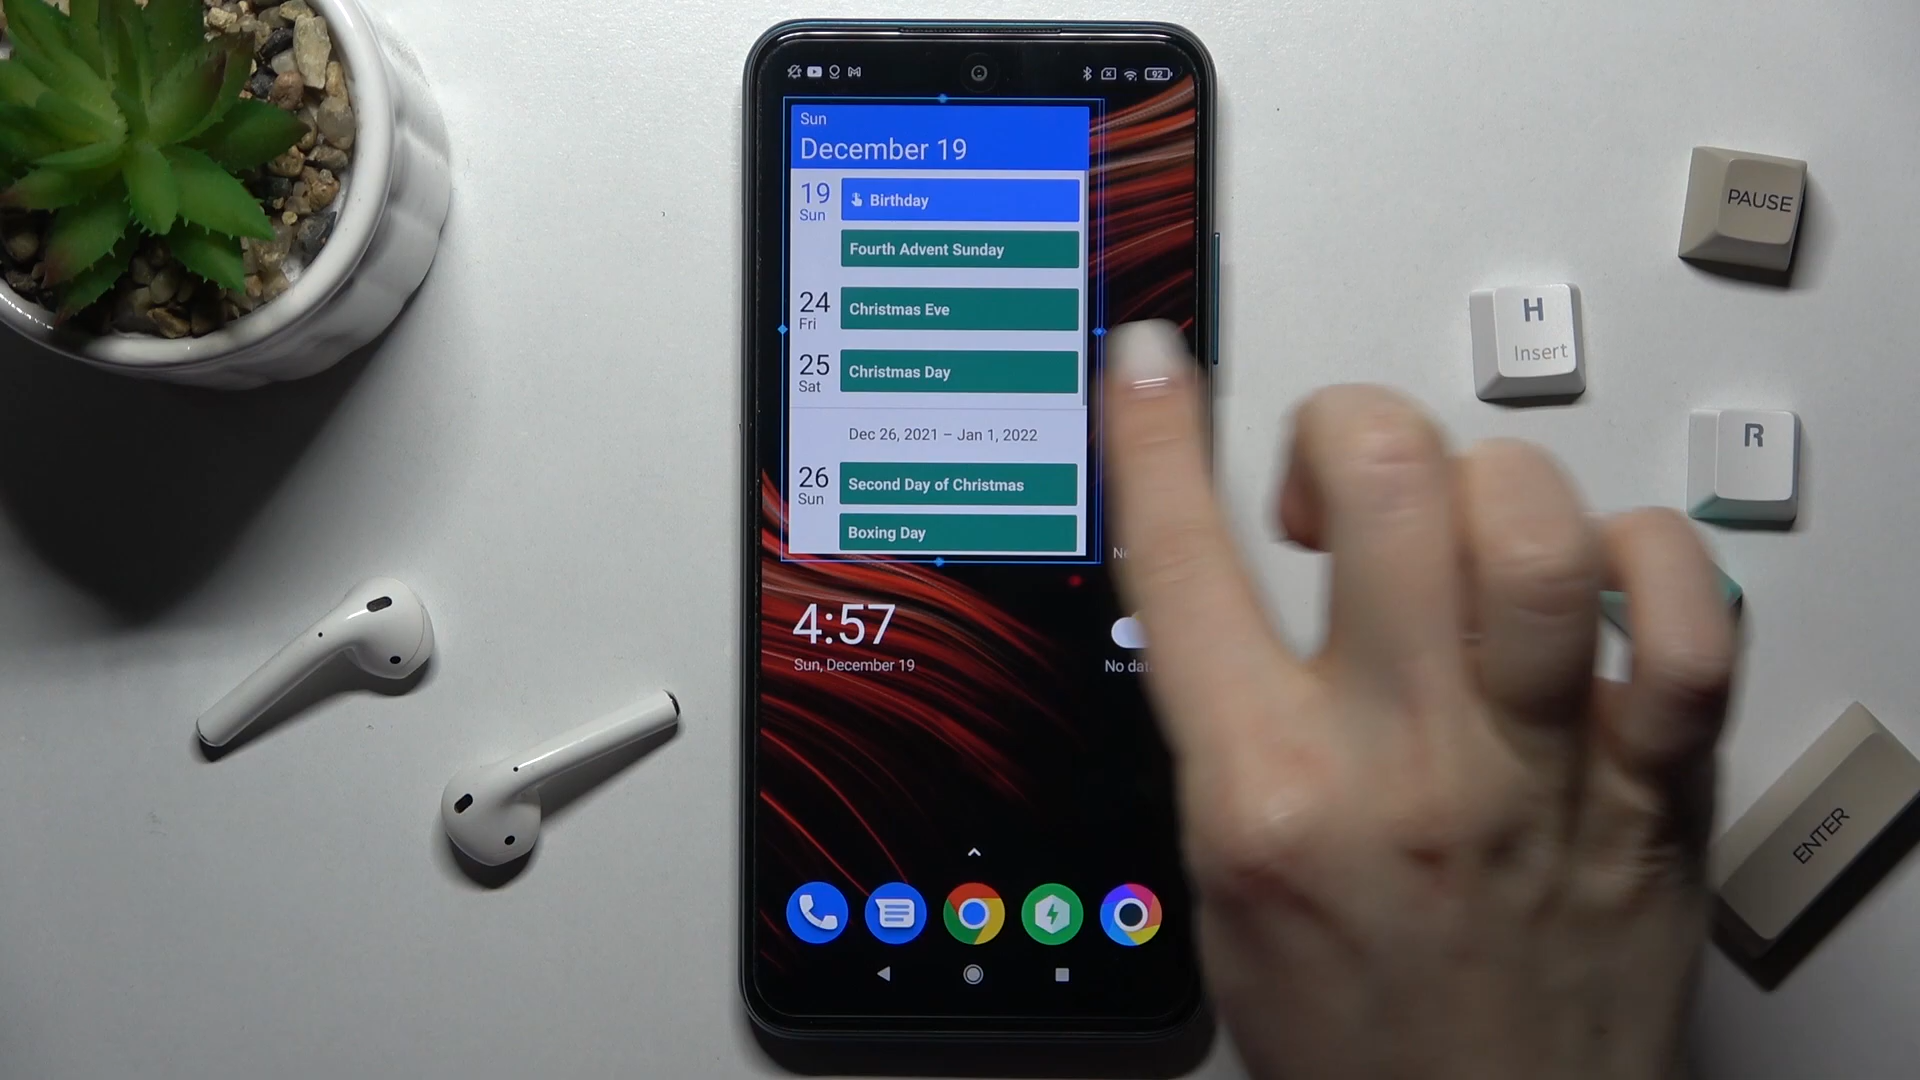 92
Sun
December 19
19
Sun
Birthday
Fourth Advent Sunday
24
Fri
Christmas Eve
25
Sat
Christmas Day
Dec 26, 2021 – Jan 1, 2022
26
Sun
Second Day of Christmas
Boxing Day
4:57
Sun, December 19
No
PAUSE
H
Insert
R
ENTER